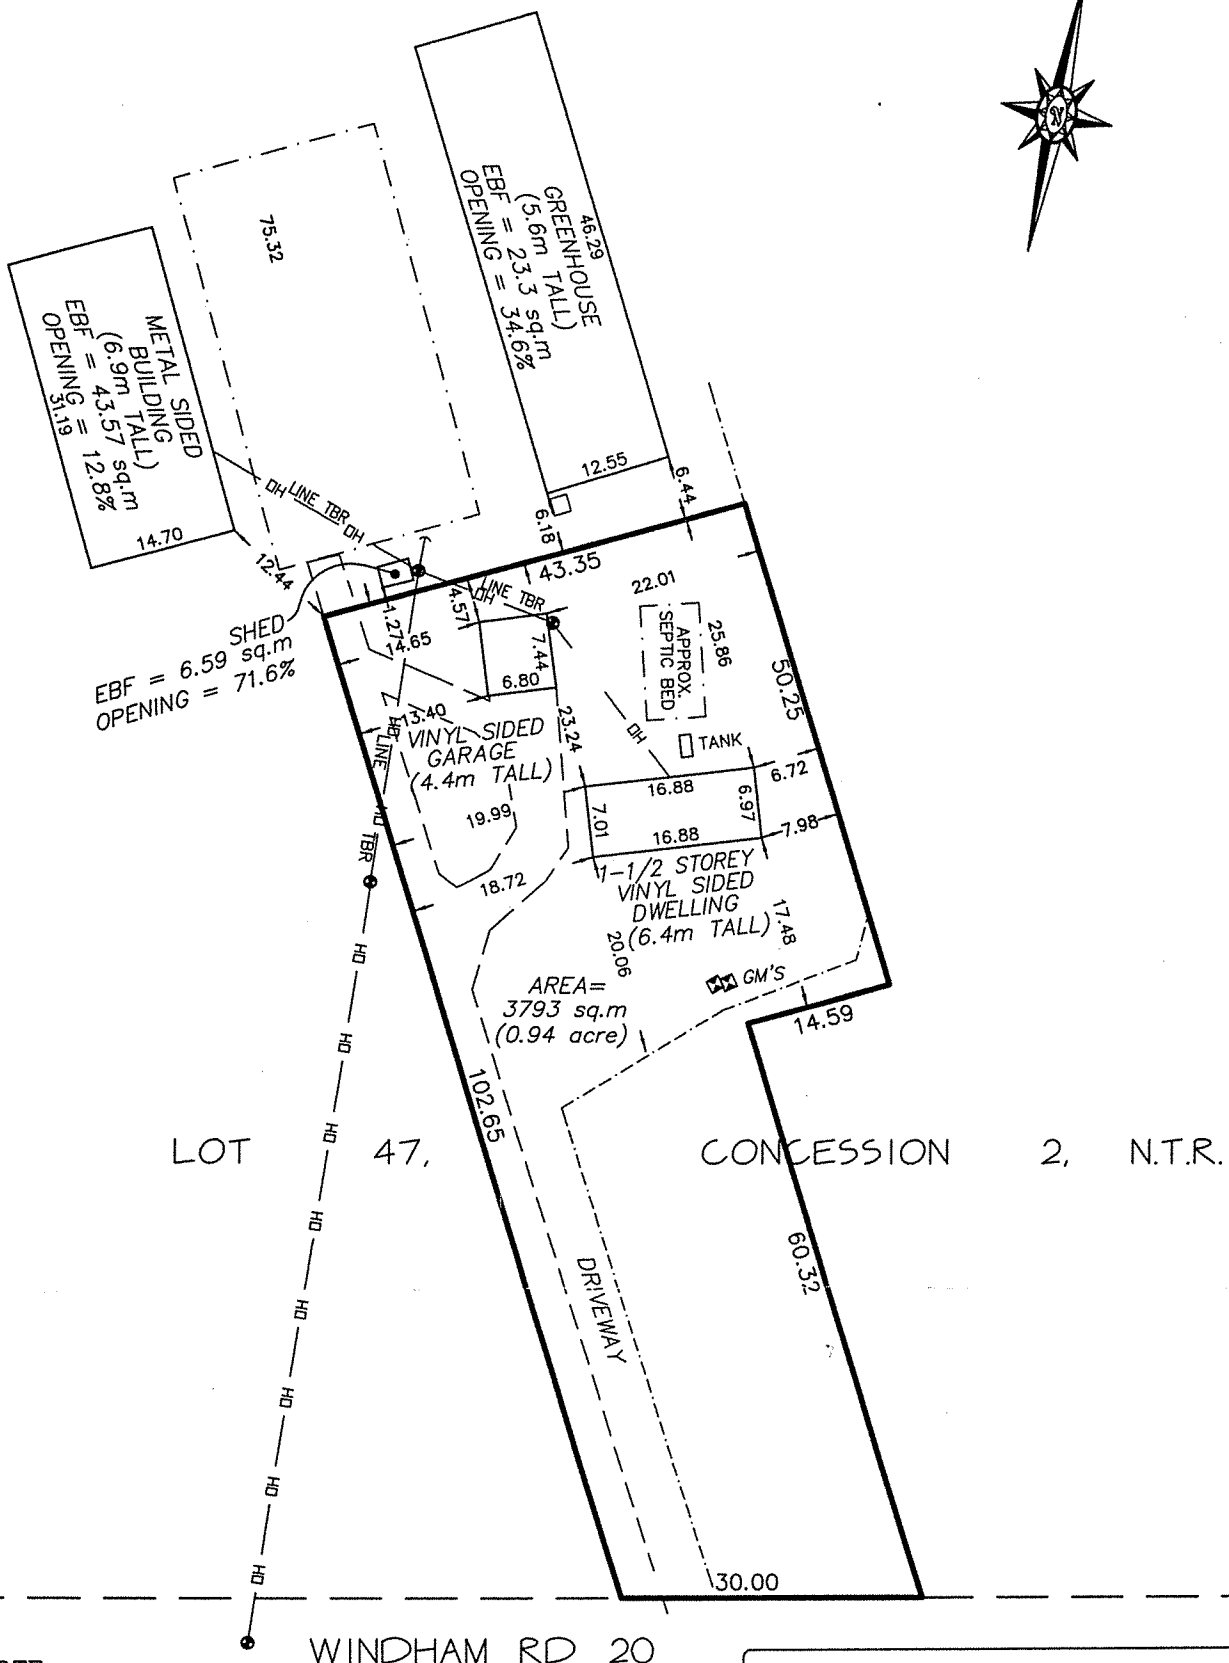 N
46.29
GREENHOUSE
(5.6m TALL)
EBF = 23.3 sq.m
OPENING = 34.6%
75.32
METAL SIDED
BUILDING
(6.9m TALL)
EBF = 43.57 sq.m
OPENING = 12.8%
31.19
14.70
12.44
OH LINE TBR OH
12.55
6.44
6.18
43.35
LINE TBR
OH
4.57
1.27
14.65
7.44
6.80
SHED
EBF = 6.59 sq.m
OPENING = 71.6%
22.01
25.86
APPROX.
SEPTIC BED
50.25
23.24
OH
TANK
13.40
VINYL SIDED
GARAGE
(4.4m TALL)
OH LINE OH TBR
19.99
18.72
16.88
6.72
7.01
6.97
16.88
7.98
1-1/2 STOREY
VINYL SIDED
DWELLING
(6.4m TALL)
17.48
20.06
GM'S
AREA=
3793 sq.m
(0.94 acre)
14.59
102.65
OH
OH
LOT 47, CONCESSION 2, N.T.R.
OH
OH
OH
OH
OH
OH
60.32
DRIVEWAY
30.00
WINDHAM RD 20